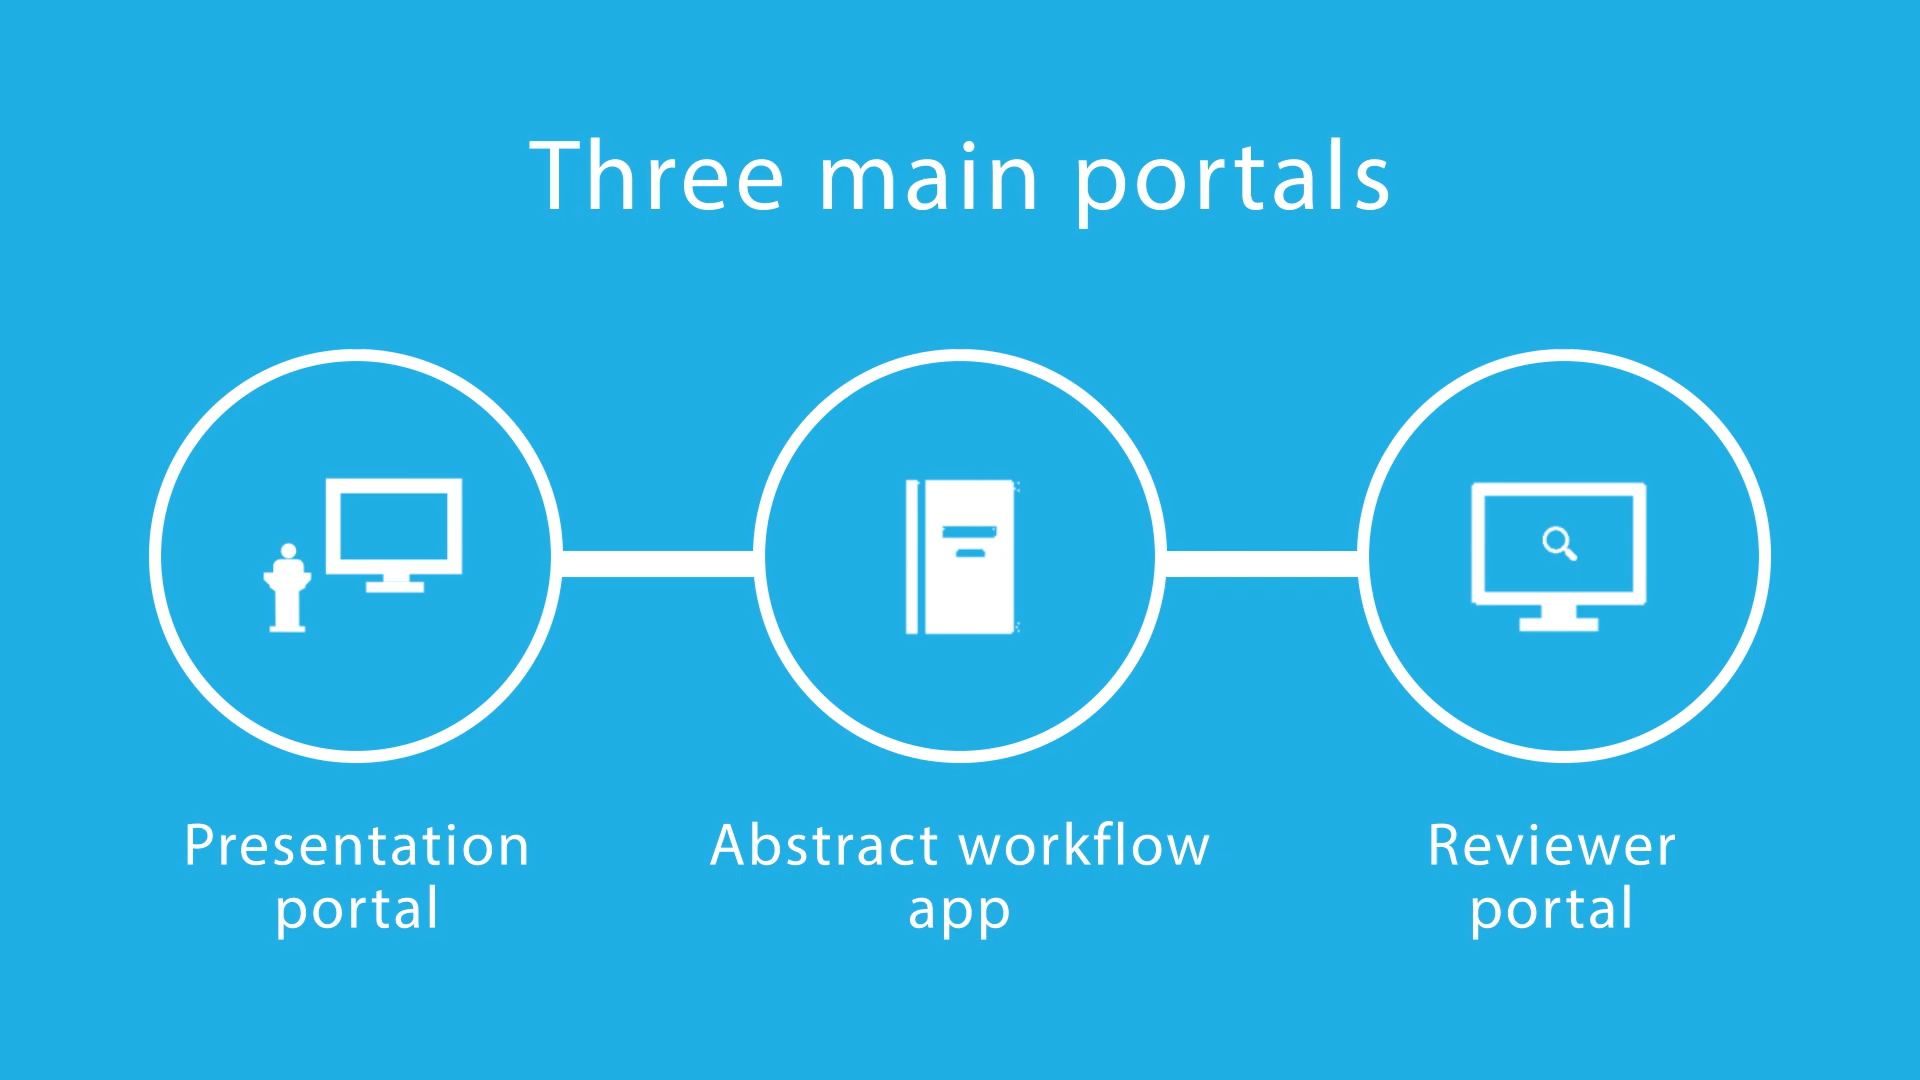 Three main portals
Presentation
portal
Abstract workflow
app
Reviewer
portal